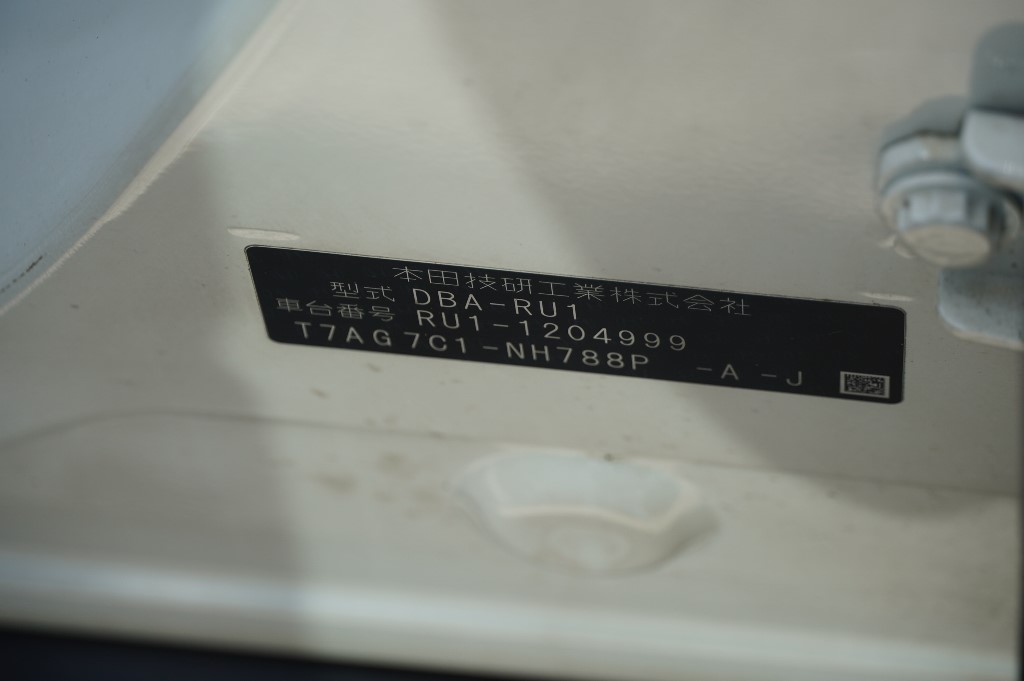 本田技研工業株式会社
型式 DBA-RU1
車台番号 RU1-1204999
T7AG7C1-NH788P -A -J